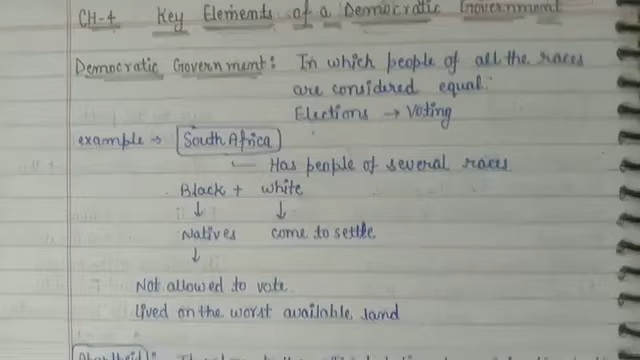 CH-4 Key Elements of a Democratic Government
Democratic Government: In which people of all the races
are considered equal.
Elections → Voting
example → South Africa
Has people of several races
Black + white
↓ ↓
Natives come to settle
↓
Not allowed to vote
lived on the worst available land